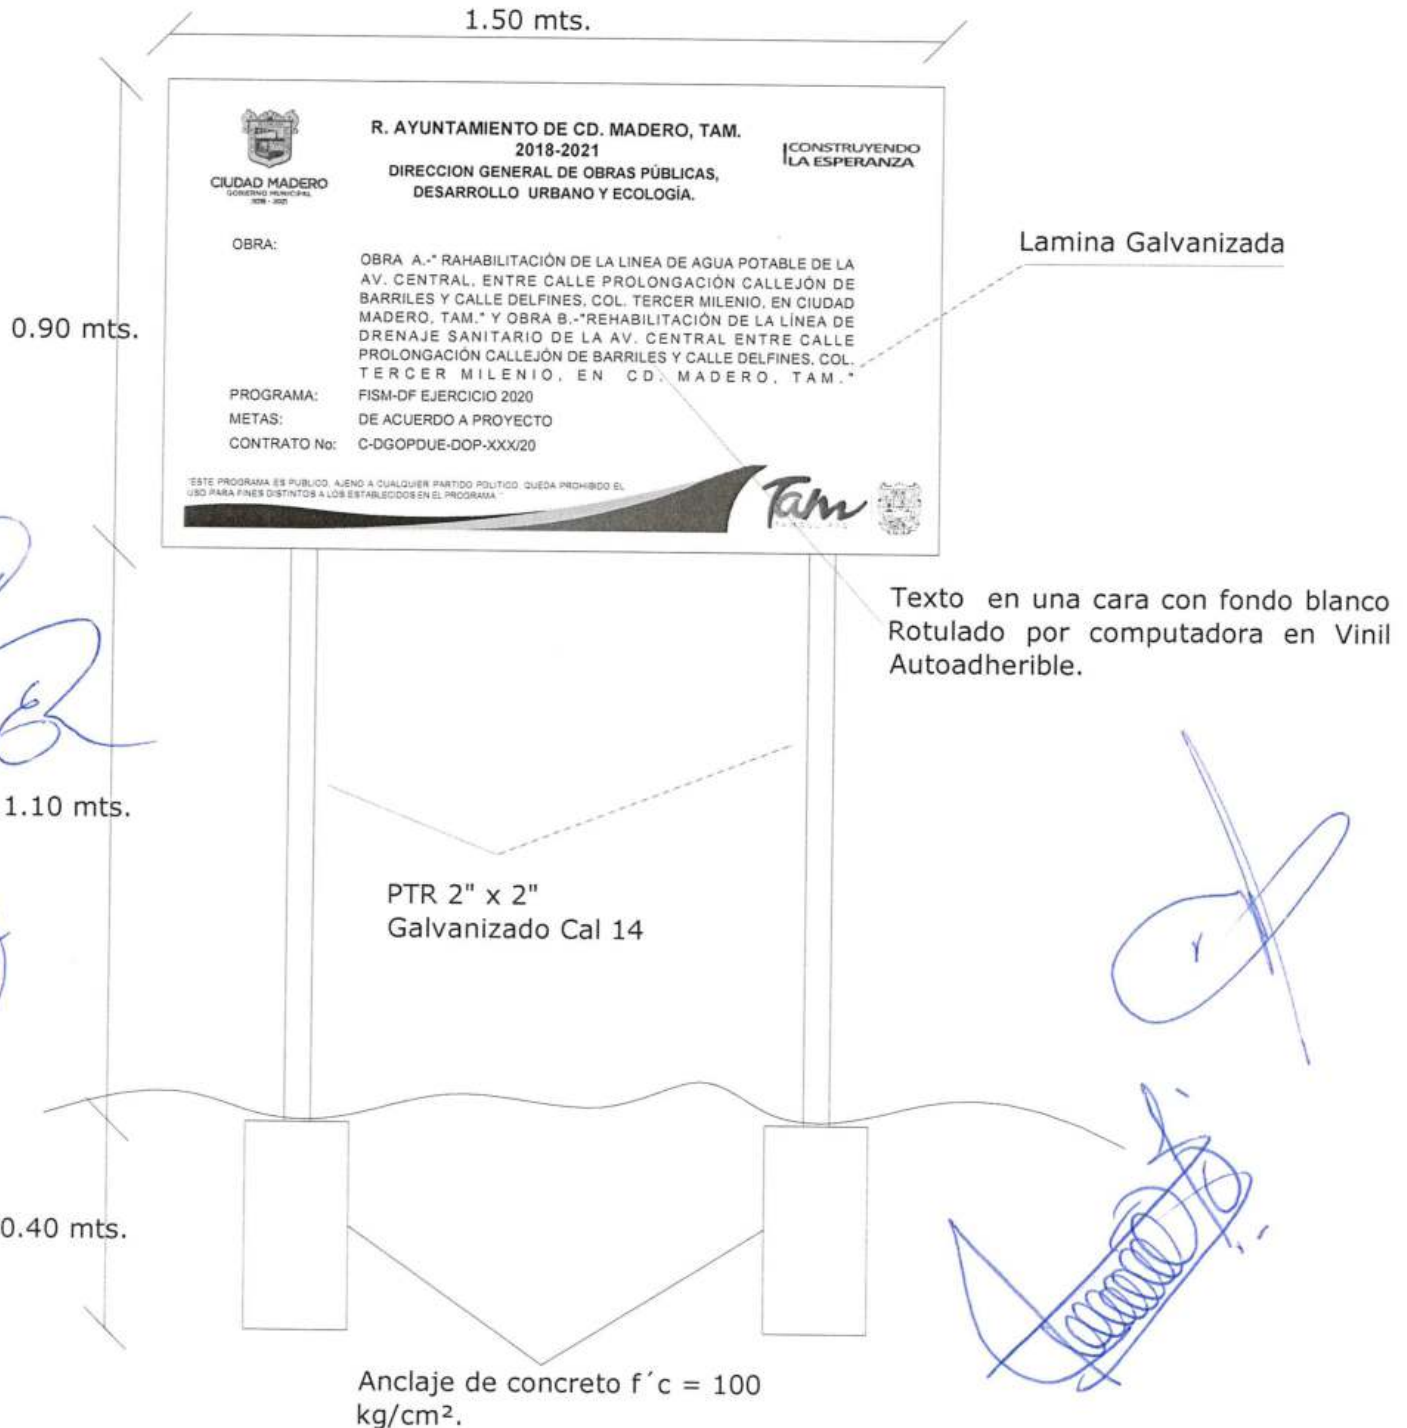 1.50 mts.
CIUDAD MADERO
GOBIERNO MUNICIPAL
2018 - 2021
R. AYUNTAMIENTO DE CD. MADERO, TAM.
2018-2021
DIRECCION GENERAL DE OBRAS PÚBLICAS,
DESARROLLO URBANO Y ECOLOGÍA.
CONSTRUYENDO
LA ESPERANZA
OBRA:
OBRA A.-" RAHABILITACIÓN DE LA LINEA DE AGUA POTABLE DE LA
AV. CENTRAL, ENTRE CALLE PROLONGACIÓN CALLEJÓN DE
BARRILES Y CALLE DELFINES, COL. TERCER MILENIO, EN CIUDAD
MADERO, TAM." Y OBRA B.-"REHABILITACIÓN DE LA LÍNEA DE
DRENAJE SANITARIO DE LA AV. CENTRAL ENTRE CALLE
PROLONGACIÓN CALLEJÓN DE BARRILES Y CALLE DELFINES, COL.
TERCER MILENIO, EN CD. MADERO, TAM."
PROGRAMA: FISM-DF EJERCICIO 2020
METAS: DE ACUERDO A PROYECTO
CONTRATO No: C-DGOPDUE-DOP-XXX/20
"ESTE PROGRAMA ES PUBLICO, AJENO A CUALQUIER PARTIDO POLITICO. QUEDA PROHIBIDO EL
USO PARA FINES DISTINTOS A LOS ESTABLECIDOS EN EL PROGRAMA."
Tam
TAMAULIPAS
Lamina Galvanizada
0.90 mts.
Texto en una cara con fondo blanco
Rotulado por computadora en Vinil
Autoadherible.
1.10 mts.
PTR 2" x 2"
Galvanizado Cal 14
0.40 mts.
Anclaje de concreto f´c = 100
kg/cm².